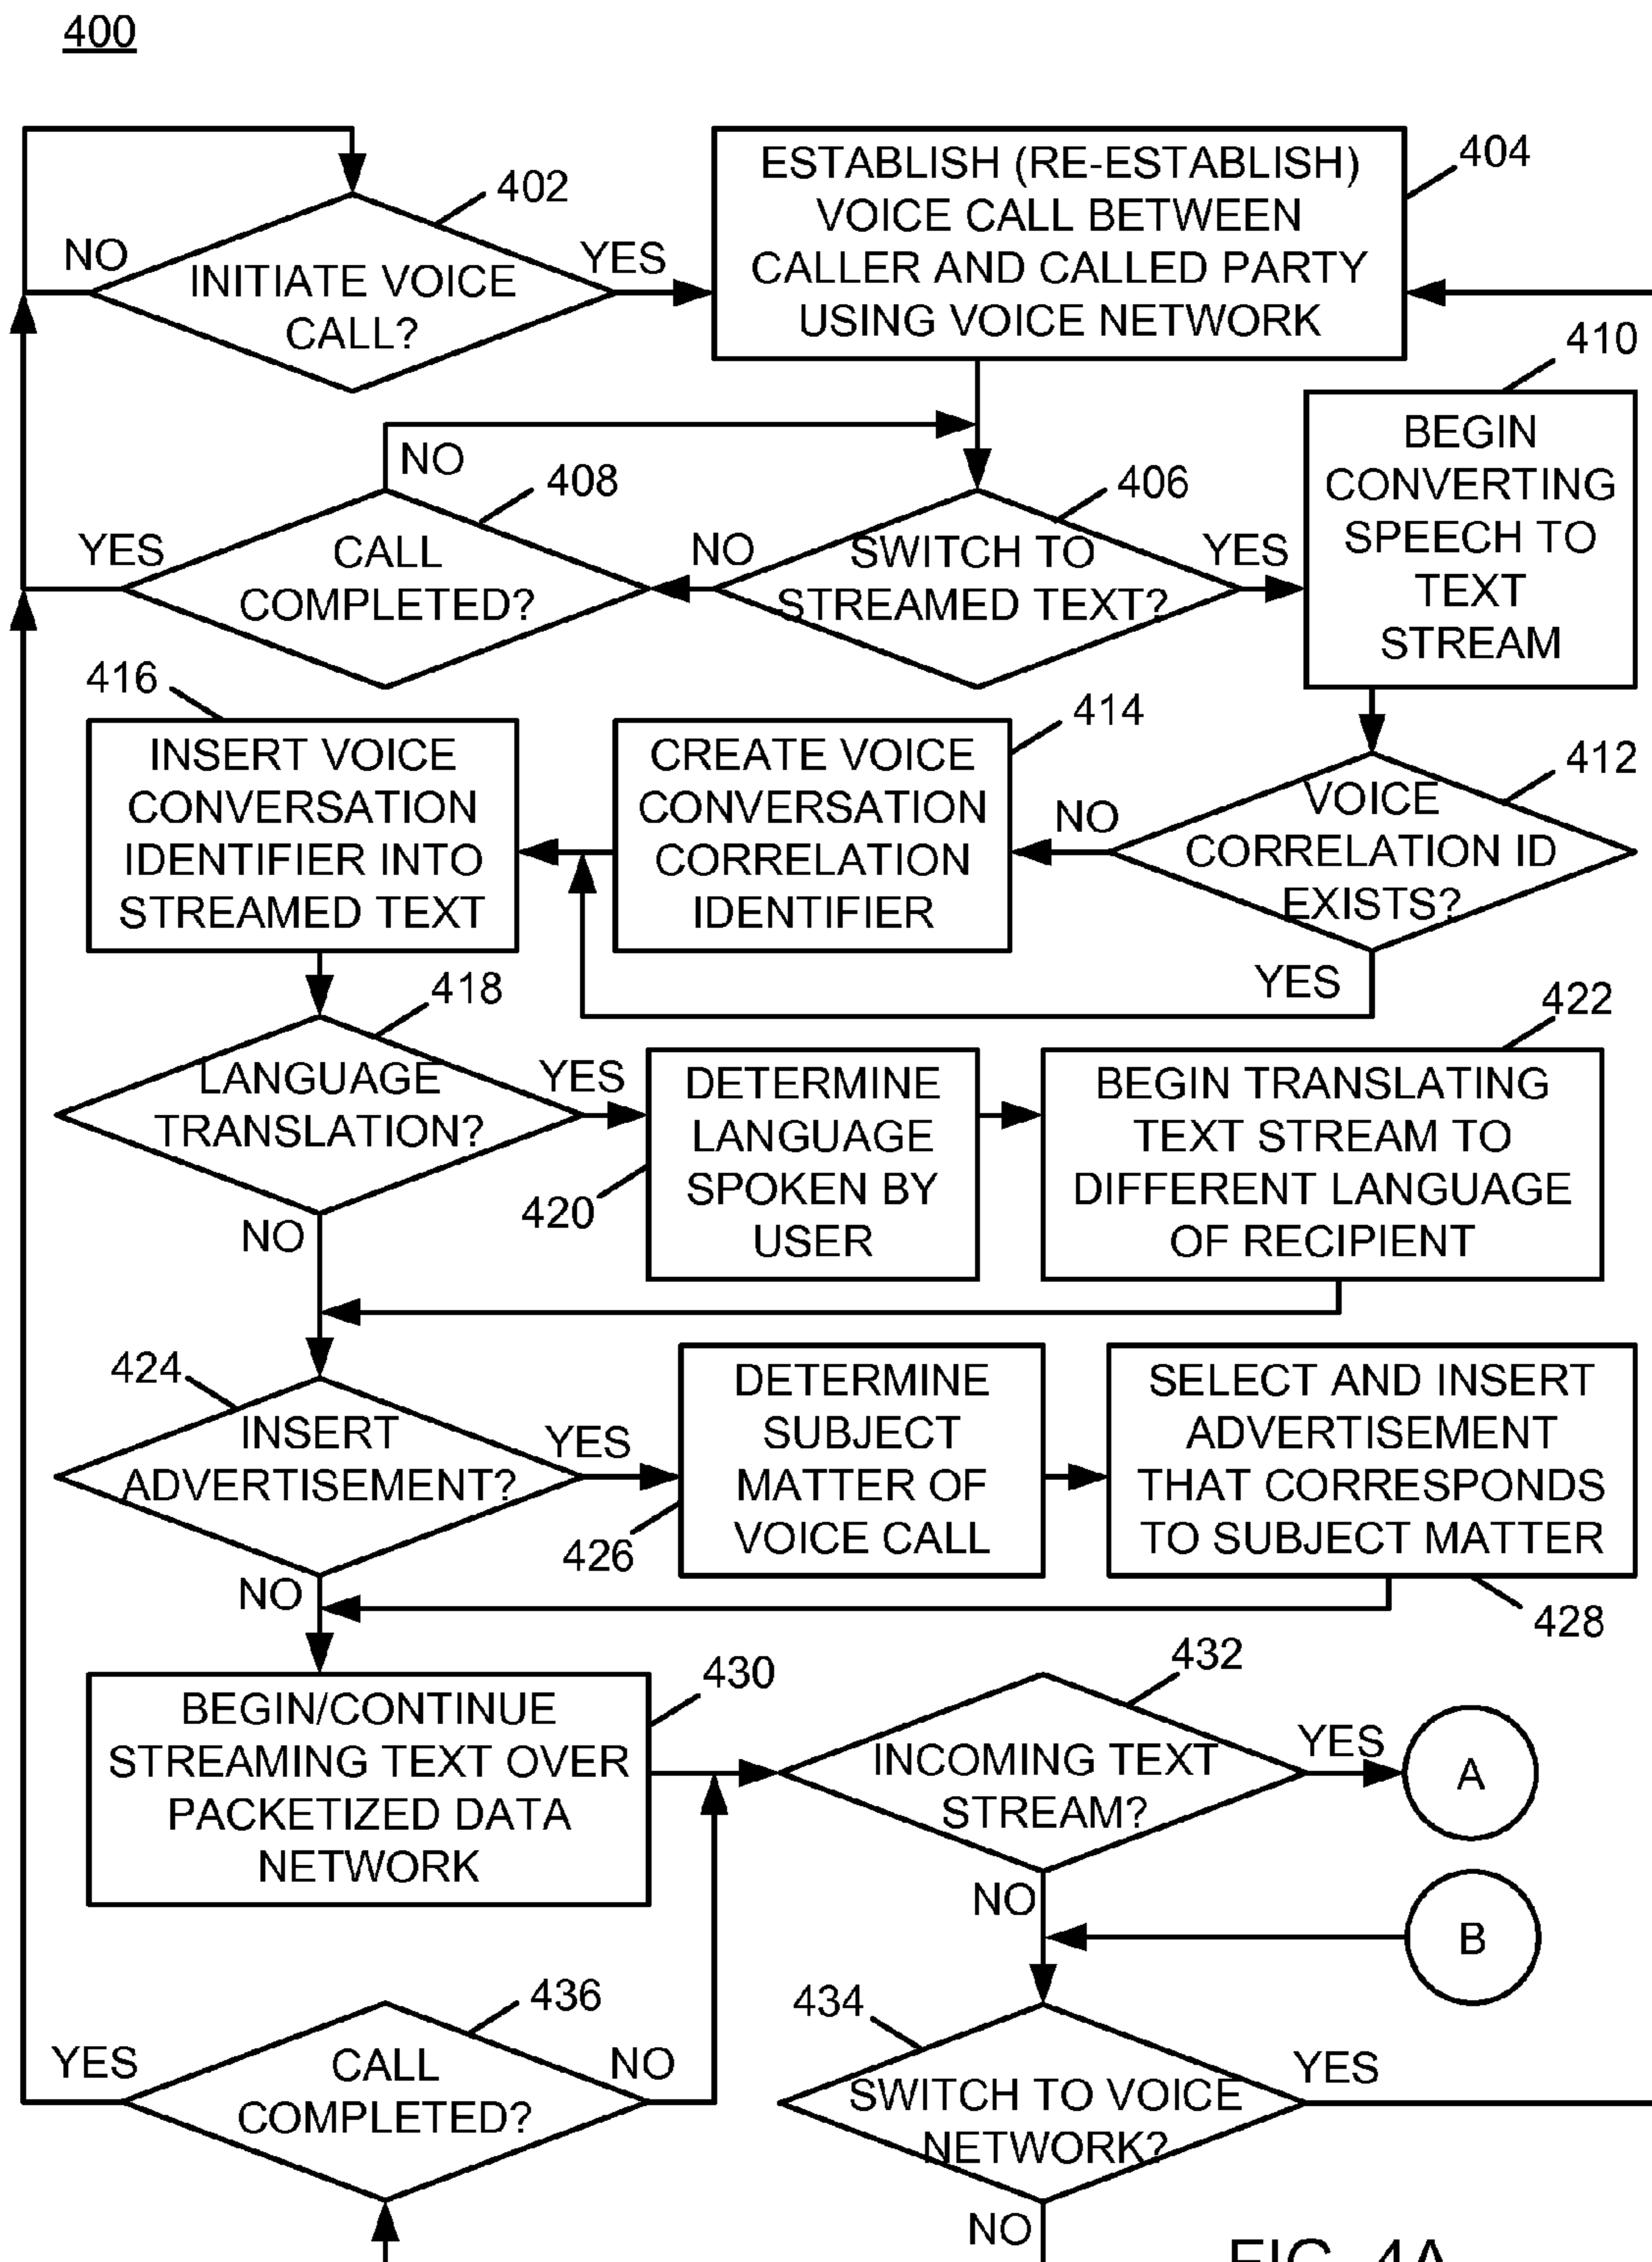 400
402
NO
INITIATE VOICE
CALL?
YES
ESTABLISH (RE-ESTABLISH)
VOICE CALL BETWEEN
CALLER AND CALLED PARTY
USING VOICE NETWORK
404
410
BEGIN
CONVERTING
SPEECH TO
TEXT
STREAM
NO
408
YES
CALL
COMPLETED?
NO
406
SWITCH TO
STREAMED TEXT?
YES
416
INSERT VOICE
CONVERSATION
IDENTIFIER INTO
STREAMED TEXT
414
CREATE VOICE
CONVERSATION
CORRELATION
IDENTIFIER
NO
412
VOICE
CORRELATION ID
EXISTS?
YES
418
LANGUAGE
TRANSLATION?
YES
NO
420
DETERMINE
LANGUAGE
SPOKEN BY
USER
422
BEGIN TRANSLATING
TEXT STREAM TO
DIFFERENT LANGUAGE
OF RECIPIENT
424
INSERT
ADVERTISEMENT?
YES
NO
426
DETERMINE
SUBJECT
MATTER OF
VOICE CALL
SELECT AND INSERT
ADVERTISEMENT
THAT CORRESPONDS
TO SUBJECT MATTER
428
430
BEGIN/CONTINUE
STREAMING TEXT OVER
PACKETIZED DATA
NETWORK
432
INCOMING TEXT
STREAM?
YES
A
NO
B
436
YES
CALL
COMPLETED?
NO
434
SWITCH TO VOICE
NETWORK?
YES
NO
FIG. 4A